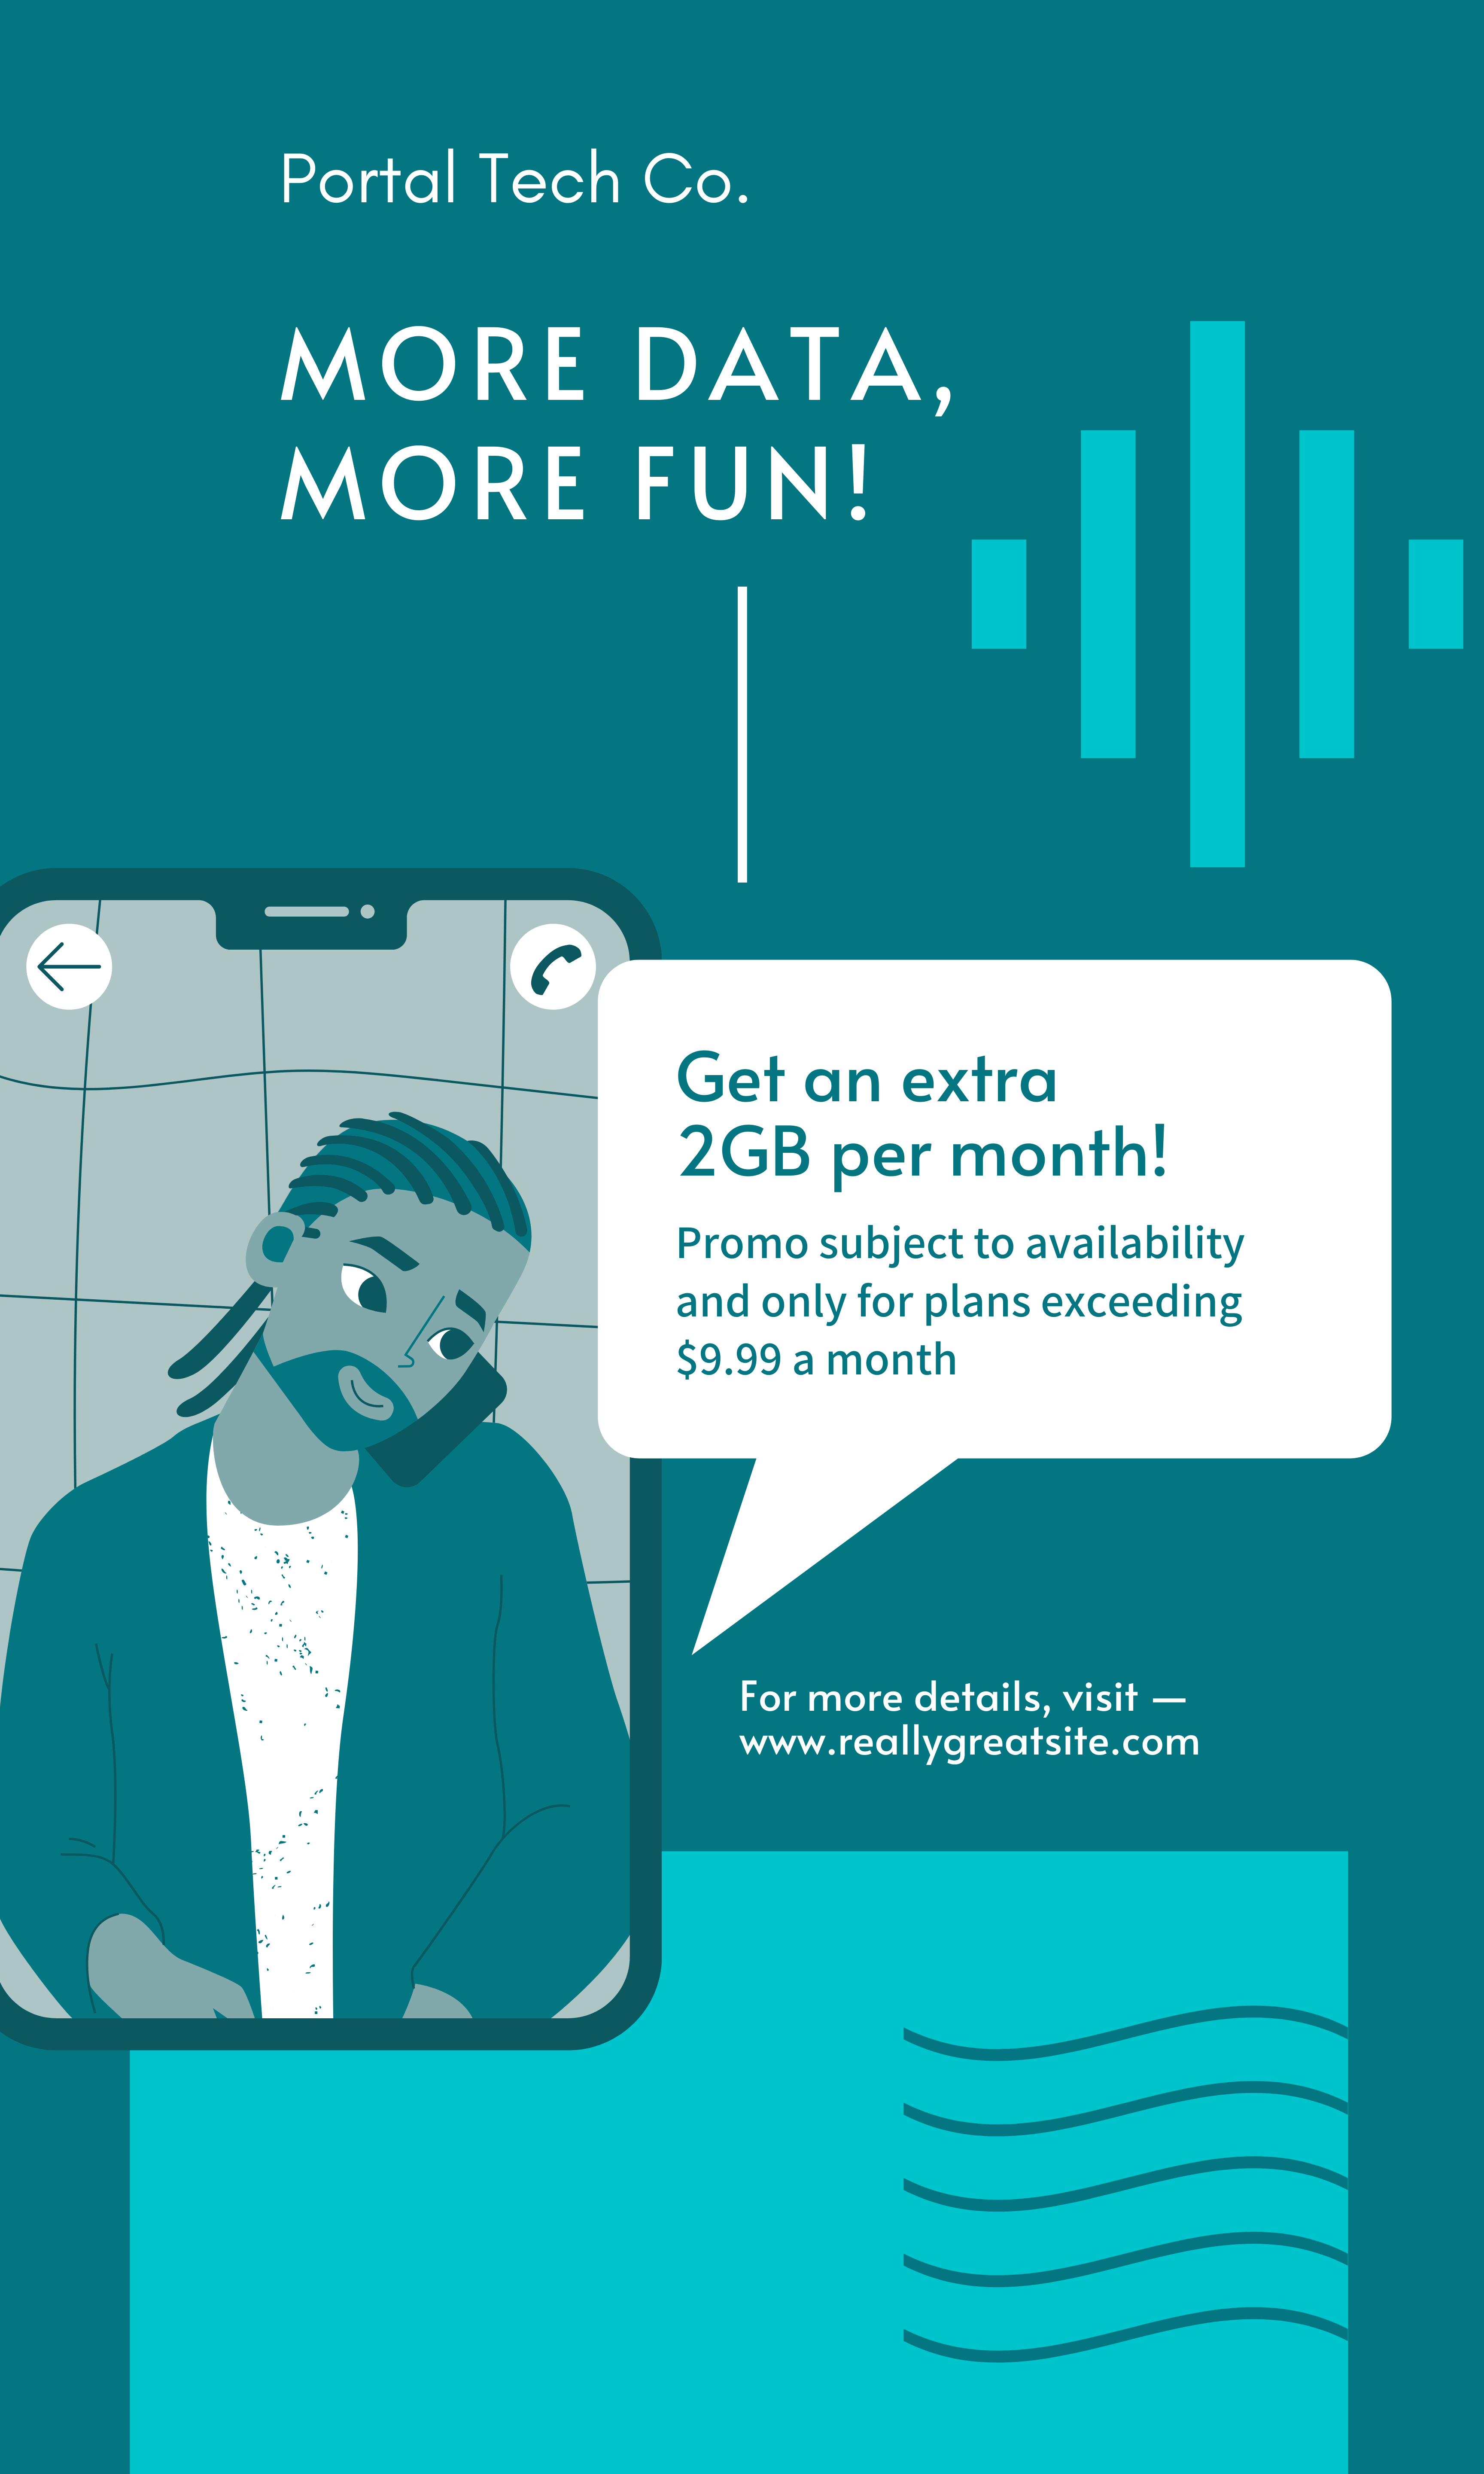 Portal Tech Co.
MORE DATA,
MORE FUN!
Get an extra
2GB per month!
Promo subject to availability
and only for plans exceeding
$9.99 a month
For more details, visit —
www.reallygreatsite.com